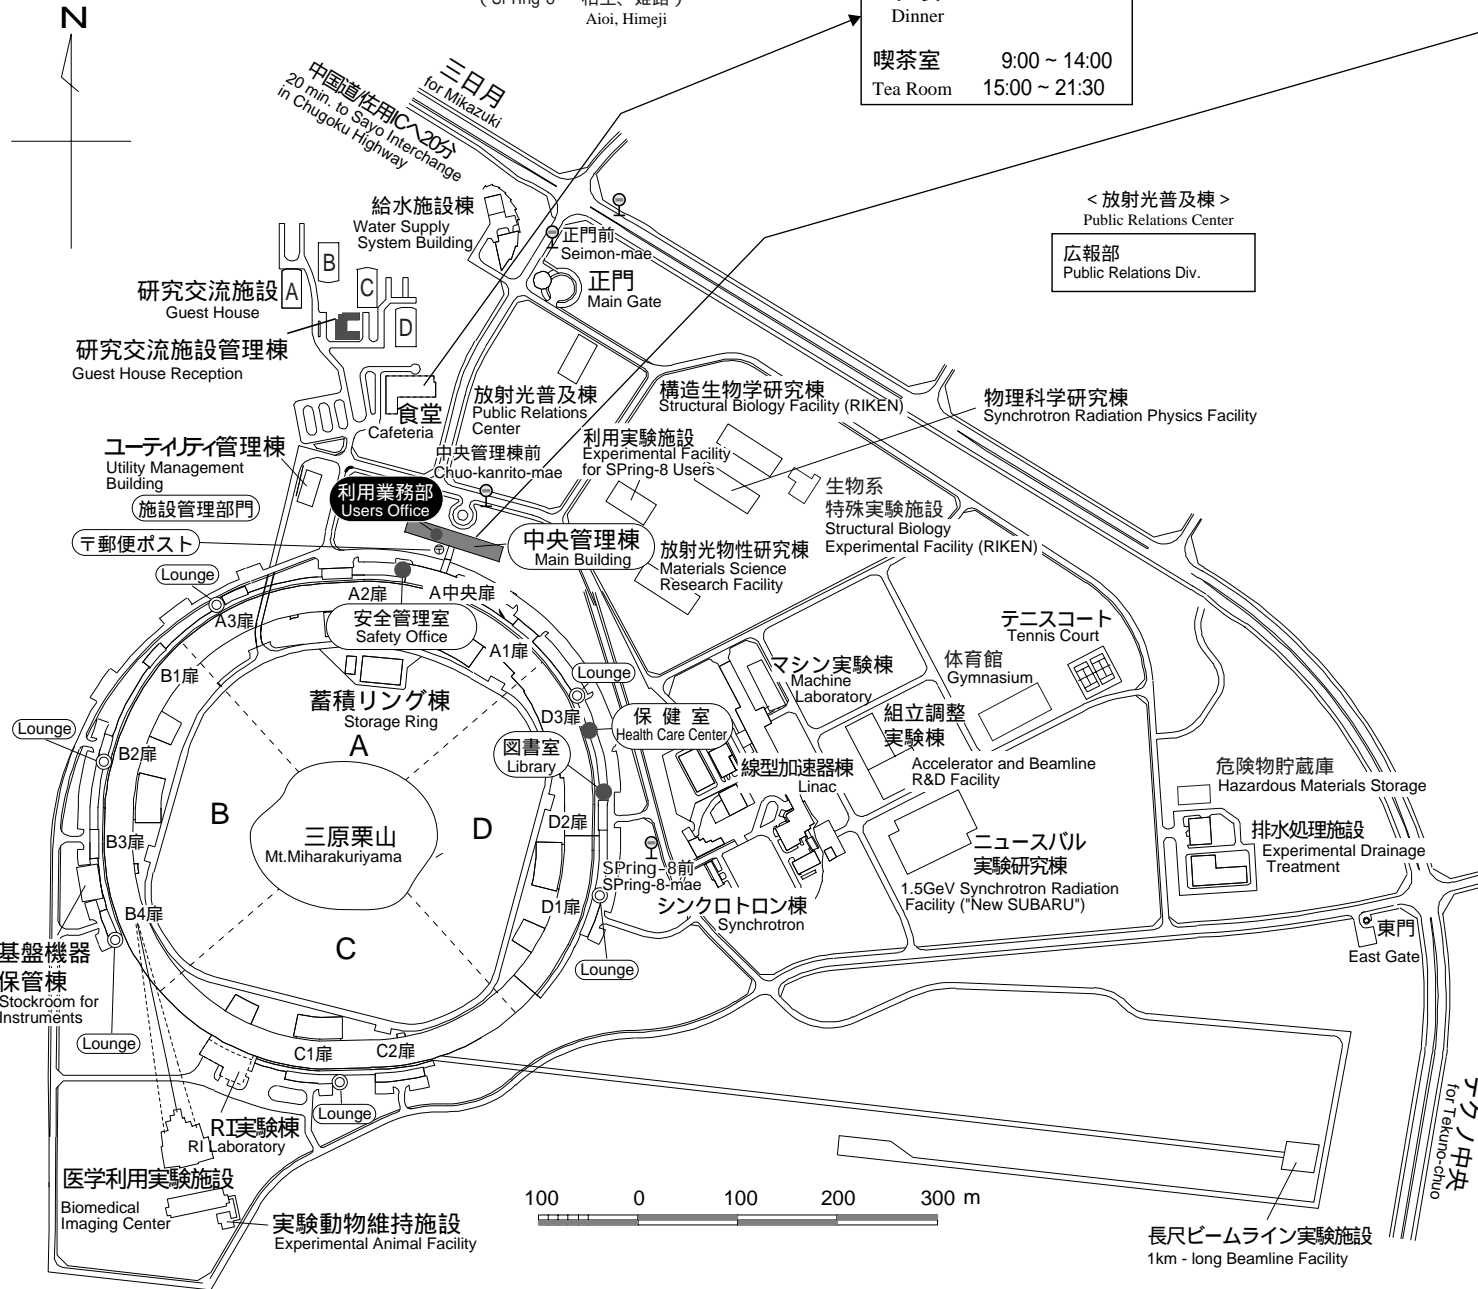 N
Aioi, Himeji
Dinner
喫茶室 9:00 ~ 14:00
Tea Room 15:00 ~ 21:30
三日月
for Mikazuki
中国道佐用ICへ20分
20 min. to Sayo Interchange
in Chugoku Highway
給水施設棟
Water Supply
System Building
正門前
Seimon-mae
正門
Main Gate
< 放射光普及棟 >
Public Relations Center
広報部
Public Relations Div.
A
B
C
D
研究交流施設
Guest House
研究交流施設管理棟
Guest House Reception
食堂
Cafeteria
放射光普及棟
Public Relations
Center
構造生物学研究棟
Structural Biology Facility (RIKEN)
物理科学研究棟
Synchrotron Radiation Physics Facility
ユーティリティ管理棟
Utility Management
Building
施設管理部門
中央管理棟前
Chuo-kanrito-mae
利用実験施設
Experimental Facility
for SPring-8 Users
生物系
特殊実験施設
Structural Biology
Experimental Facility (RIKEN)
利用業務部
Users Office
〒郵便ポスト
中央管理棟
Main Building
放射光物性研究棟
Materials Science
Research Facility
Lounge
A2扉
A中央扉
A3扉
安全管理室
Safety Office
A1扉
B1扉
蓄積リング棟
Storage Ring
Lounge
D3扉
保健室
Health Care Center
図書室
Library
マシン実験棟
Machine
Laboratory
テニスコート
Tennis Court
体育館
Gymnasium
組立調整
実験棟
Accelerator and Beamline
R&D Facility
線型加速器棟
Linac
危険物貯蔵庫
Hazardous Materials Storage
排水処理施設
Experimental Drainage
Treatment
Lounge
B2扉
A
B
D
三原栗山
Mt.Miharakuriyama
C
B3扉
B4扉
D2扉
D1扉
SPring-8前
SPring-8-mae
シンクロトロン棟
Synchrotron
ニュースバル
実験研究棟
1.5GeV Synchrotron Radiation
Facility ("New SUBARU")
東門
East Gate
基盤機器
保管棟
Stockroom for
Instruments
Lounge
Lounge
C1扉
C2扉
Lounge
RI実験棟
RI Laboratory
医学利用実験施設
Biomedical
Imaging Center
実験動物維持施設
Experimental Animal Facility
100 0 100 200 300 m
テクノ中央
for Tekuno-chuo
長尺ビームライン実験施設
1km - long Beamline Facility